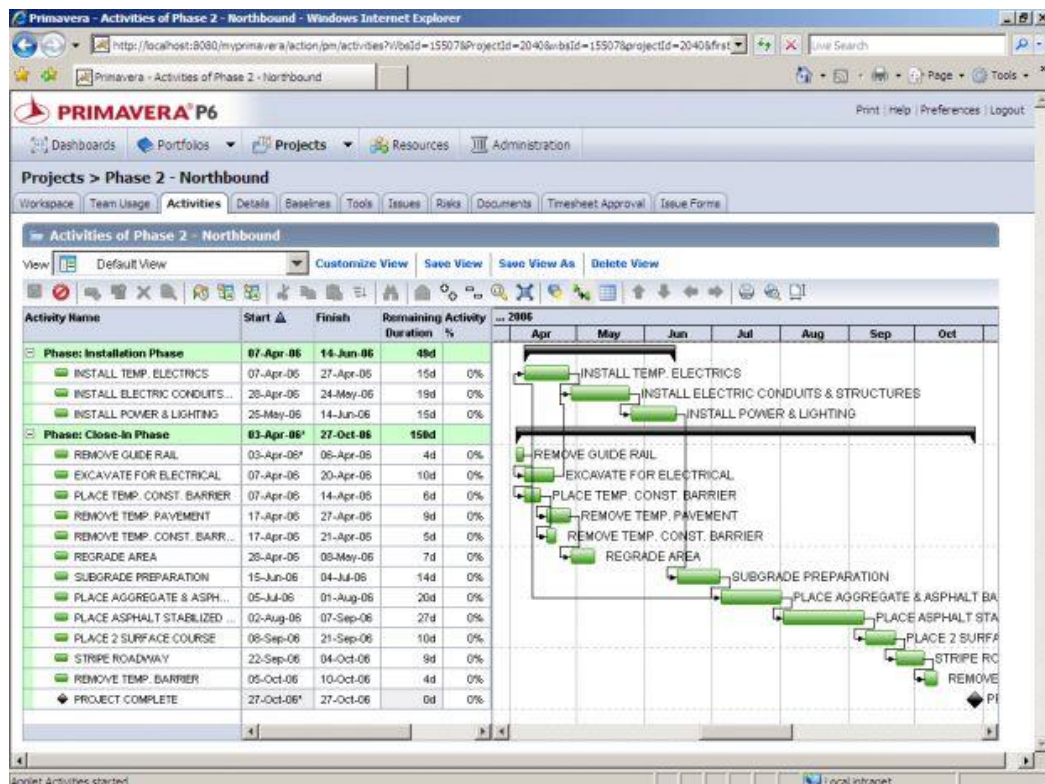 Primavera - Activities of Phase 2 - Northbound - Windows Internet Explorer
http://localhost:8080/myprimavera/action/pm/activities?WbsId=15507&ProjectId=2040&wbsId=15507&projectId=2040&first
Live Search
Primavera - Activities of Phase 2 - Northbound
Page Tools
PRIMAVERA P6
Print Help Preferences Logout
Dashboards Portfolios Projects Resources Administration
Projects > Phase 2 - Northbound
Workspace Team Usage Activities Details Baselines Tools Issues Risks Documents Timesheet Approval Issue Forms
Activities of Phase 2 - Northbound
View Default View Customize View Save View Save View As Delete View
Activity Name Start Finish Remaining Duration Activity % ... 2006
Apr May Jun Jul Aug Sep Oct
Phase: Installation Phase 07-Apr-06 14-Jun-06 49d
INSTALL TEMP. ELECTRICS 07-Apr-06 27-Apr-06 15d 0% INSTALL TEMP. ELECTRICS
INSTALL ELECTRIC CONDUITS... 28-Apr-06 24-May-06 19d 0% INSTALL ELECTRIC CONDUITS & STRUCTURES
INSTALL POWER & LIGHTING 25-May-06 14-Jun-06 15d 0% INSTALL POWER & LIGHTING
Phase: Close-In Phase 03-Apr-06* 27-Oct-06 150d
REMOVE GUIDE RAIL 03-Apr-06* 06-Apr-06 4d 0% REMOVE GUIDE RAIL
EXCAVATE FOR ELECTRICAL 07-Apr-06 20-Apr-06 10d 0% EXCAVATE FOR ELECTRICAL
PLACE TEMP. CONST. BARRIER 07-Apr-06 14-Apr-06 6d 0% PLACE TEMP. CONST. BARRIER
REMOVE TEMP. PAVEMENT 17-Apr-06 27-Apr-06 9d 0% REMOVE TEMP. PAVEMENT
REMOVE TEMP. CONST. BARR... 17-Apr-06 21-Apr-06 5d 0% REMOVE TEMP. CONST. BARRIER
REGRADE AREA 28-Apr-06 08-May-06 7d 0% REGRADE AREA
SUBGRADE PREPARATION 15-Jun-06 04-Jul-06 14d 0% SUBGRADE PREPARATION
PLACE AGGREGATE & ASPH... 05-Jul-06 01-Aug-06 20d 0% PLACE AGGREGATE & ASPHALT BA
PLACE ASPHALT STABILIZED ... 02-Aug-06 07-Sep-06 27d 0% PLACE ASPHALT STA
PLACE 2 SURFACE COURSE 08-Sep-06 21-Sep-06 10d 0% PLACE 2 SURFA
STRIPE ROADWAY 22-Sep-06 04-Oct-06 9d 0% STRIPE RO
REMOVE TEMP. BARRIER 05-Oct-06 10-Oct-06 4d 0% REMOVE
PROJECT COMPLETE 27-Oct-06* 27-Oct-06 0d 0% PI
Applet Activities started Local intranet